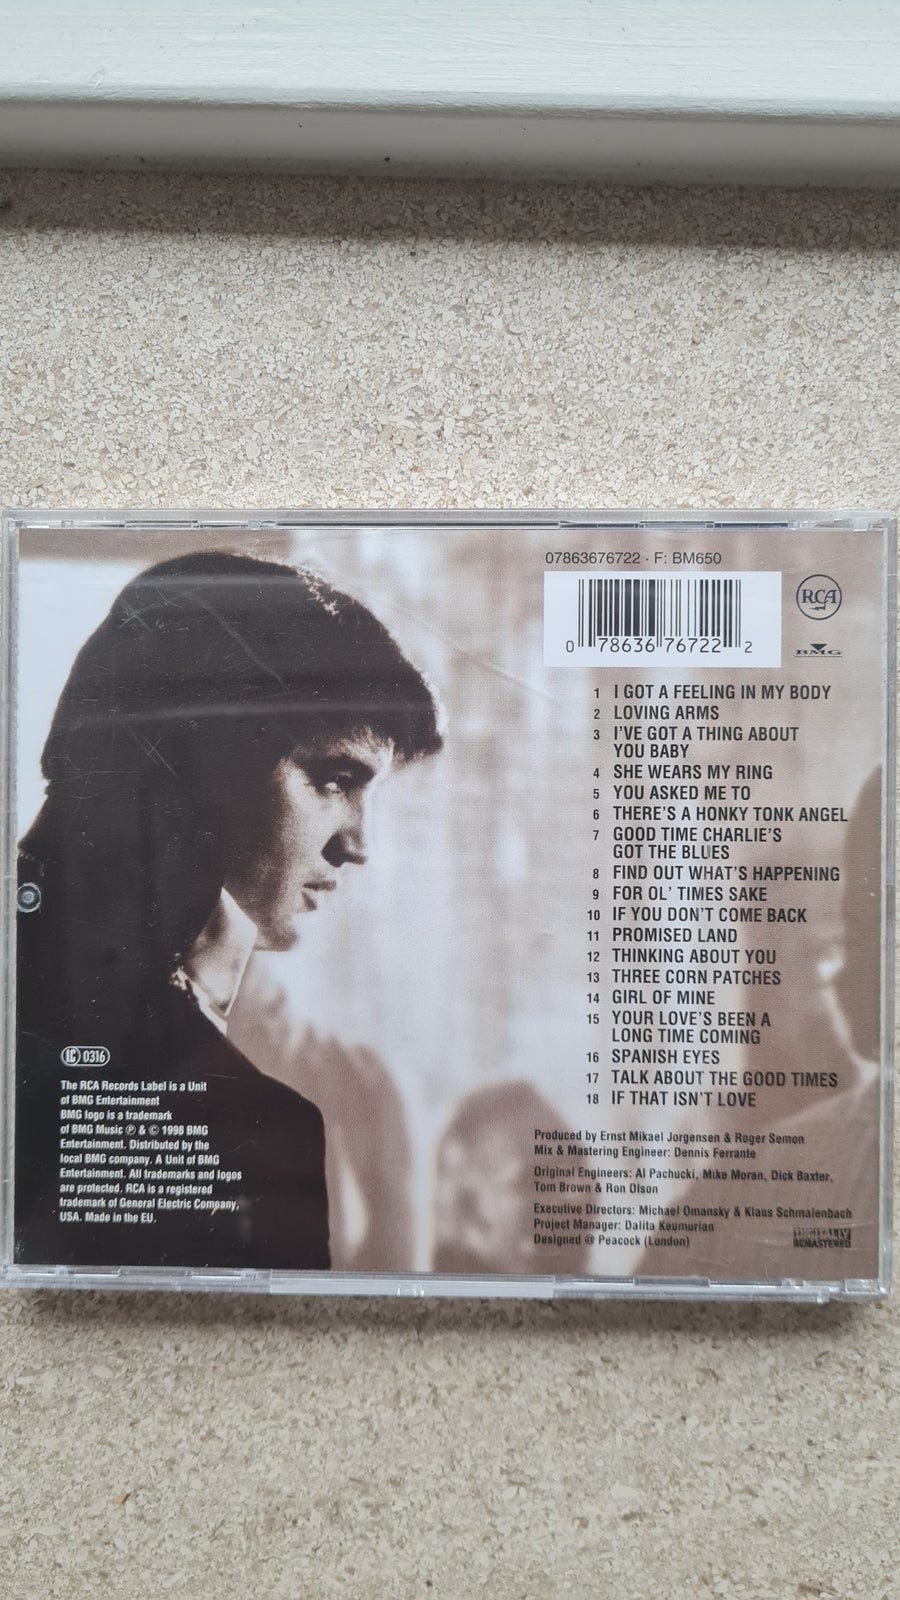 07863676722 · F: BM650
0 78636 76722 2
RCA
BMG
1 I GOT A FEELING IN MY BODY
2 LOVING ARMS
3 I'VE GOT A THING ABOUT
YOU BABY
4 SHE WEARS MY RING
5 YOU ASKED ME TO
6 THERE'S A HONKY TONK ANGEL
7 GOOD TIME CHARLIE'S
GOT THE BLUES
8 FIND OUT WHAT'S HAPPENING
9 FOR OL' TIMES SAKE
10 IF YOU DON'T COME BACK
11 PROMISED LAND
12 THINKING ABOUT YOU
13 THREE CORN PATCHES
14 GIRL OF MINE
15 YOUR LOVE'S BEEN A
LONG TIME COMING
16 SPANISH EYES
17 TALK ABOUT THE GOOD TIMES
18 IF THAT ISN'T LOVE
Produced by Ernst Mikael Jorgensen & Roger Semon
Mix & Mastering Engineer: Dennis Ferrante
Original Engineers: Al Pachucki, Mike Moran, Dick Baxter,
Tom Brown & Ron Olson
Executive Directors: Michael Omansky & Klaus Schmalenbach
Project Manager: Dalita Keumurian
Designed @ Peacock (London)
DIGITALLY
REMASTERED
LC 0316
The RCA Records Label is a Unit
of BMG Entertainment
BMG logo is a trademark
of BMG Music ℗ & © 1998 BMG
Entertainment. Distributed by the
local BMG company. A Unit of BMG
Entertainment. All trademarks and logos
are protected. RCA is a registered
trademark of General Electric Company,
USA. Made in the EU.